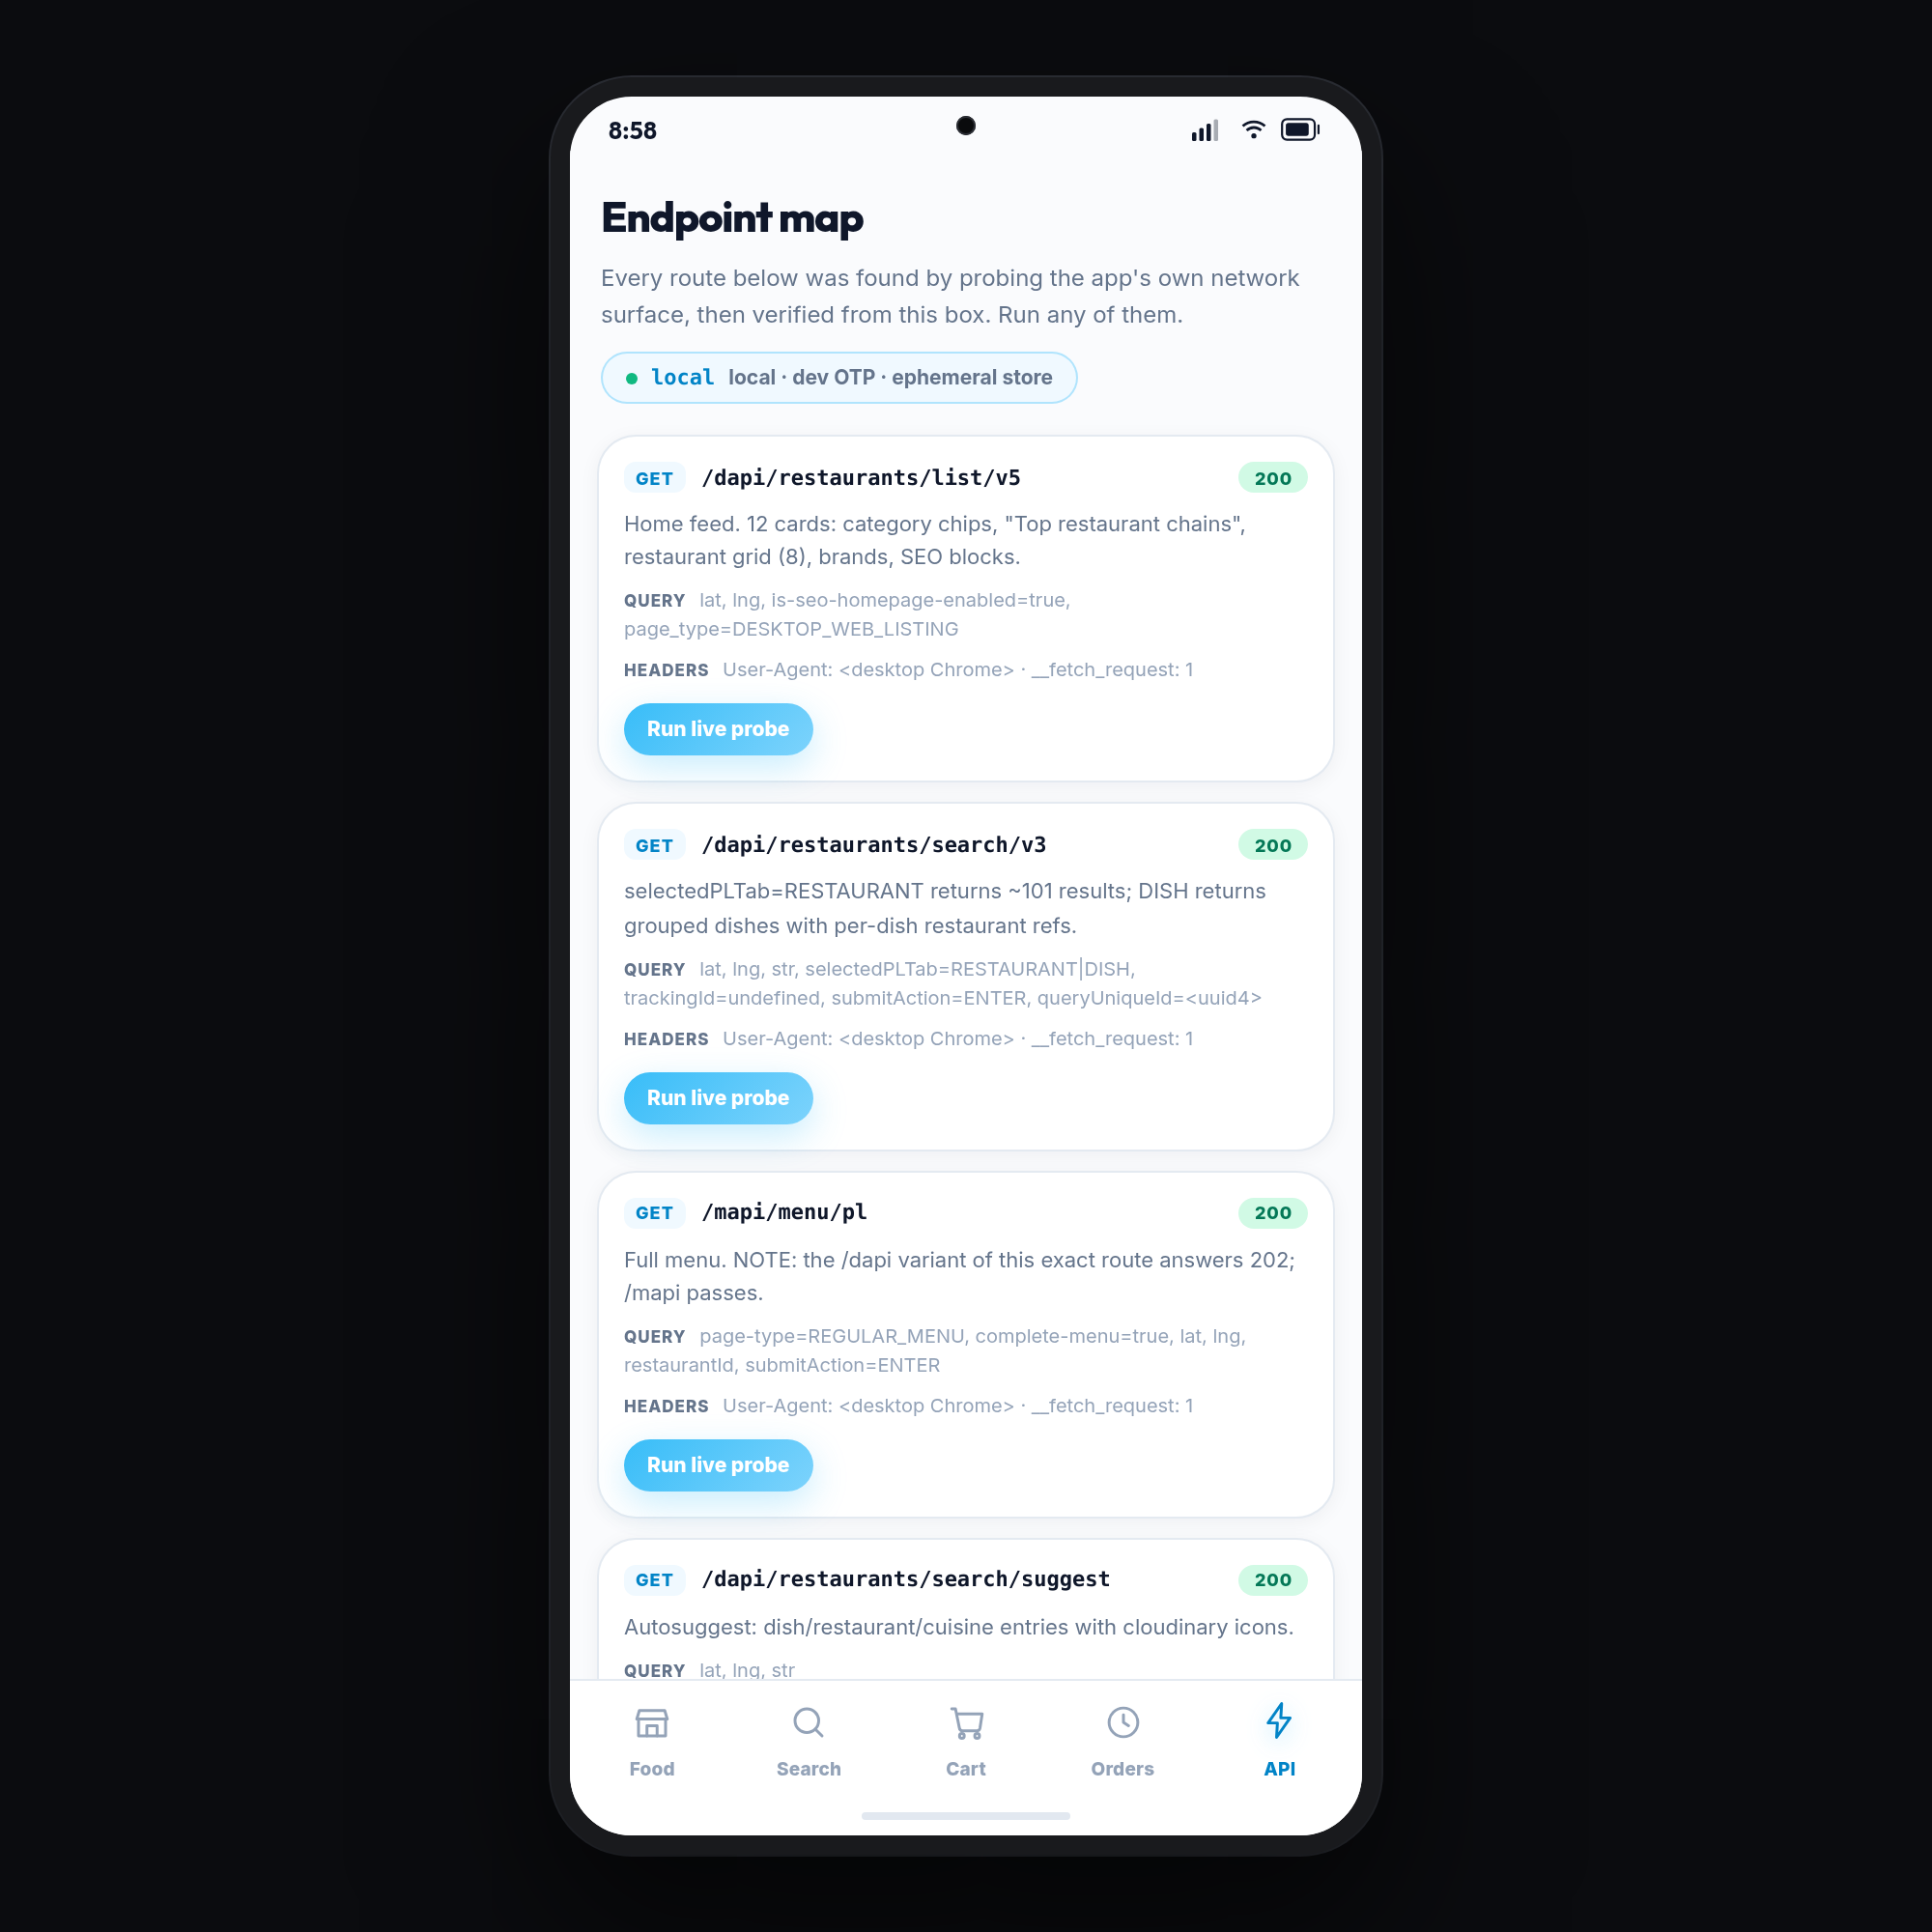 8:58
Endpoint map
Every route below was found by probing the app's own network
surface, then verified from this box. Run any of them.
local local · dev OTP · ephemeral store
GET /dapi/restaurants/list/v5 200
Home feed. 12 cards: category chips, "Top restaurant chains",
restaurant grid (8), brands, SEO blocks.
QUERY lat, lng, is-seo-homepage-enabled=true,
page_type=DESKTOP_WEB_LISTING
HEADERS User-Agent: <desktop Chrome> · __fetch_request: 1
Run live probe
GET /dapi/restaurants/search/v3 200
selectedPLTab=RESTAURANT returns ~101 results; DISH returns
grouped dishes with per-dish restaurant refs.
QUERY lat, lng, str, selectedPLTab=RESTAURANT|DISH,
trackingId=undefined, submitAction=ENTER, queryUniqueId=<uuid4>
HEADERS User-Agent: <desktop Chrome> · __fetch_request: 1
Run live probe
GET /mapi/menu/pl 200
Full menu. NOTE: the /dapi variant of this exact route answers 202;
/mapi passes.
QUERY page-type=REGULAR_MENU, complete-menu=true, lat, lng,
restaurantId, submitAction=ENTER
HEADERS User-Agent: <desktop Chrome> · __fetch_request: 1
Run live probe
GET /dapi/restaurants/search/suggest 200
Autosuggest: dish/restaurant/cuisine entries with cloudinary icons.
QUERY lat, lng, str
Food Search Cart Orders API